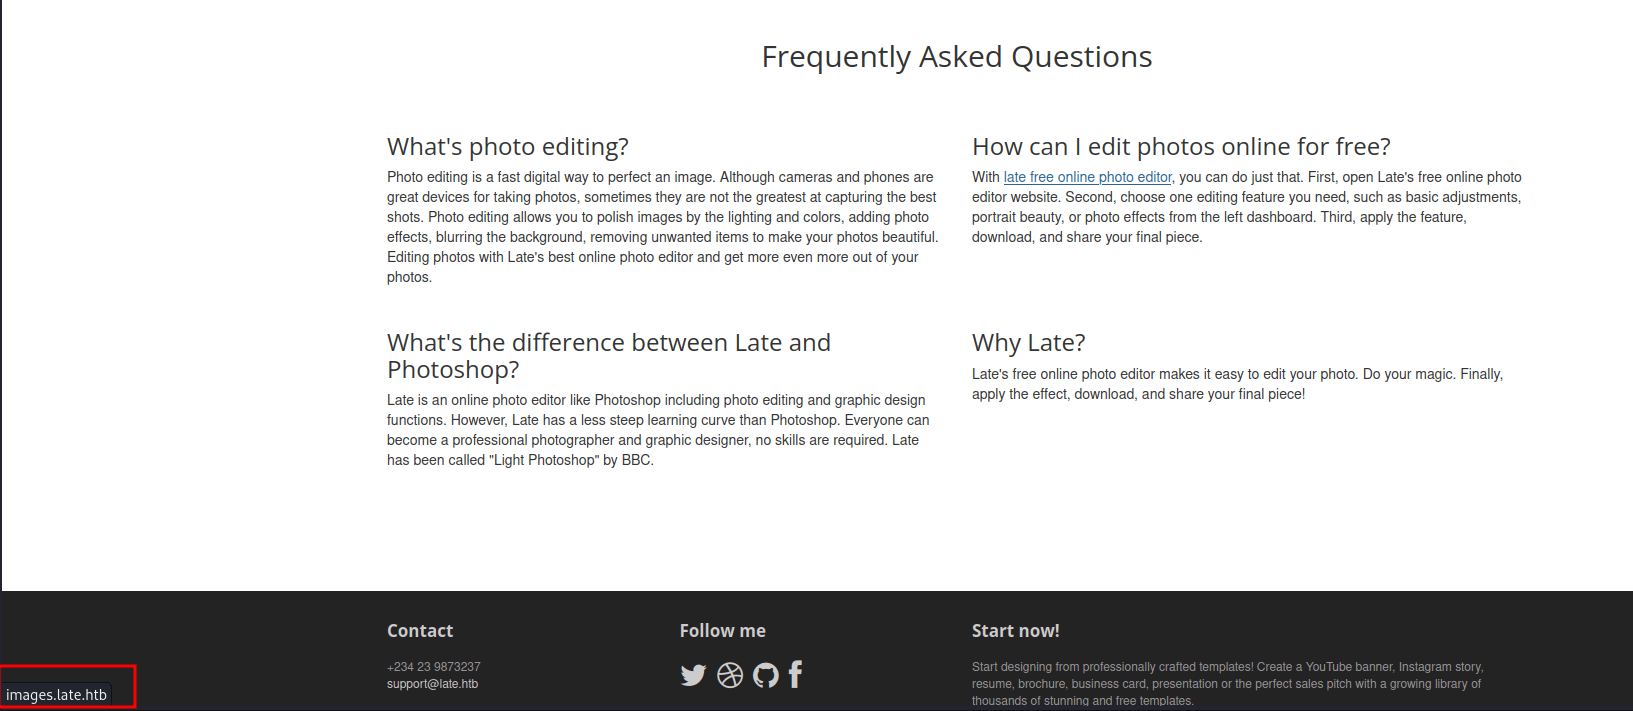 Frequently Asked Questions
What's photo editing?
Photo editing is a fast digital way to perfect an image. Although cameras and phones are
great devices for taking photos, sometimes they are not the greatest at capturing the best
shots. Photo editing allows you to polish images by the lighting and colors, adding photo
effects, blurring the background, removing unwanted items to make your photos beautiful.
Editing photos with Late's best online photo editor and get more even more out of your
photos.
How can I edit photos online for free?
With late free online photo editor, you can do just that. First, open Late's free online photo
editor website. Second, choose one editing feature you need, such as basic adjustments,
portrait beauty, or photo effects from the left dashboard. Third, apply the feature,
download, and share your final piece.
What's the difference between Late and
Photoshop?
Late is an online photo editor like Photoshop including photo editing and graphic design
functions. However, Late has a less steep learning curve than Photoshop. Everyone can
become a professional photographer and graphic designer, no skills are required. Late
has been called "Light Photoshop" by BBC.
Why Late?
Late's free online photo editor makes it easy to edit your photo. Do your magic. Finally,
apply the effect, download, and share your final piece!
Contact
+234 23 9873237
support@late.htb
Follow me
Start now!
Start designing from professionally crafted templates! Create a YouTube banner, Instagram story,
resume, brochure, business card, presentation or the perfect sales pitch with a growing library of
thousands of stunning and free templates.
images.late.htb